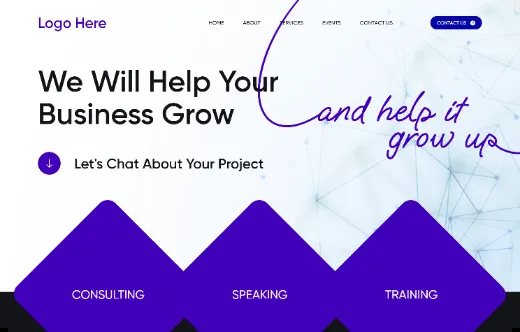 Logo Here
HOME ABOUT SERVICES EVENTS CONTACT US CONTACT US
We Will Help Your
Business Grow
and help it
grow up
Let's Chat About Your Project
CONSULTING SPEAKING TRAINING